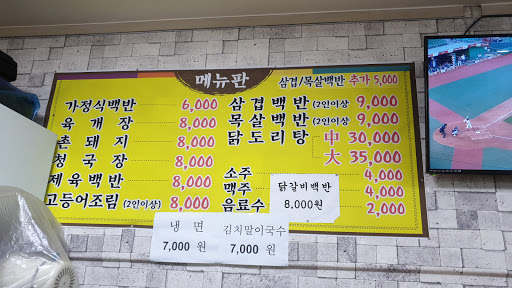 메뉴판
삼겹/목살백반 추가 5,000
가정식백반 6,000
육개장 8,000
촌돼지 8,000
청국장 8,000
제육백반 8,000
고등어조림 (2인이상) 8,000
삼겹백반 (2인이상 9,000
목살백반 (2인이상 9,000
닭도리탕 中 30,000
大 35,000
소주 4,000
맥주 4,000
음료수 2,000
닭갈비백반
8,000원
냉면
7,000 원
김치말이국수
7,000 원